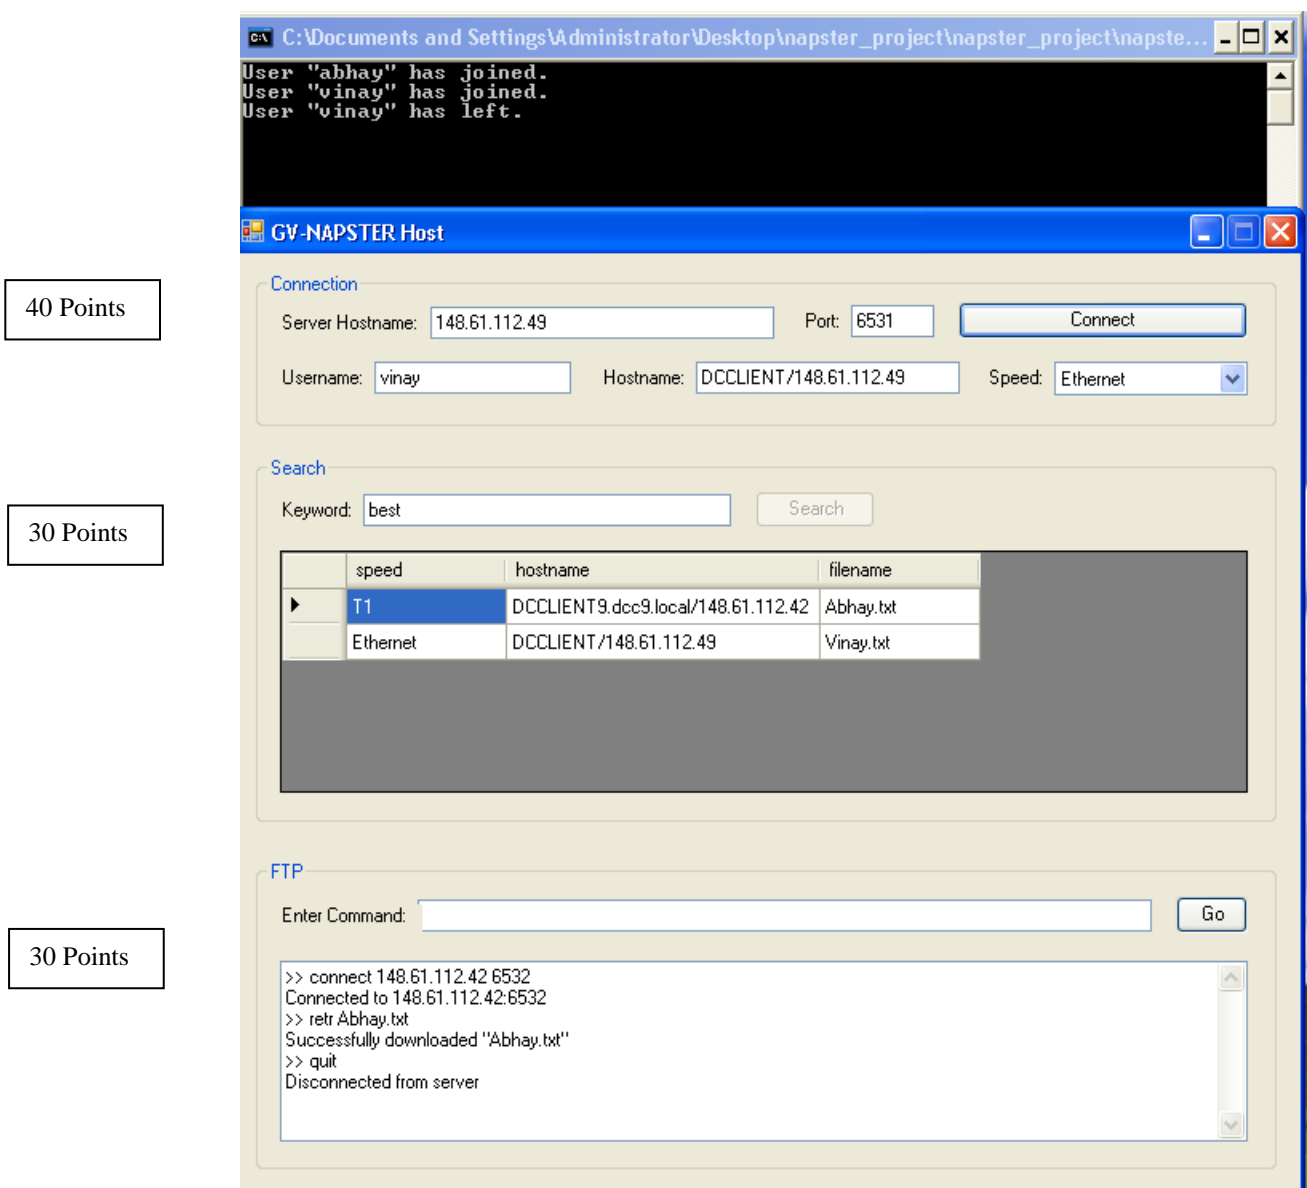 C:\Documents and Settings\Administrator\Desktop\napster_project\napster_project\napste...
User "abhay" has joined.
User "vinay" has joined.
User "vinay" has left.
GV-NAPSTER Host
40 Points
Connection
Server Hostname: 148.61.112.49 Port: 6531 Connect
Username: vinay Hostname: DCCLIENT/148.61.112.49 Speed: Ethernet
30 Points
Search
Keyword: best Search
speed hostname filename
T1 DCCLIENT9.dcc9.local/148.61.112.42 Abhay.txt
Ethernet DCCLIENT/148.61.112.49 Vinay.txt
30 Points
FTP
Enter Command: Go
>> connect 148.61.112.42 6532
Connected to 148.61.112.42:6532
>> retr Abhay.txt
Successfully downloaded "Abhay.txt"
>> quit
Disconnected from server